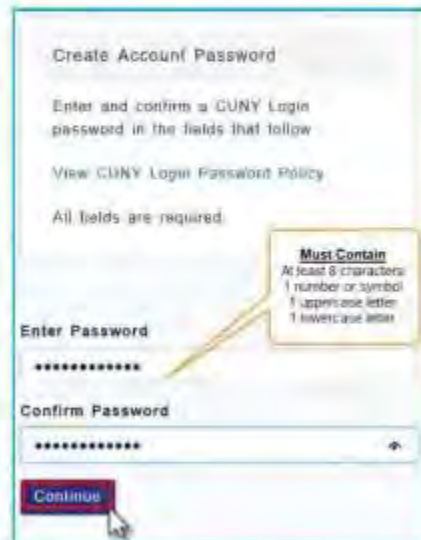 Create Account Password
Enter and confirm a CUNY Login
password in the fields that follow
View CUNY Login Password Policy
All fields are required
Must Contain
At least 8 characters
1 number or symbol
1 uppercase letter
1 lowercase letter
Enter Password
••••••••••••
Confirm Password
••••••••••••
Continue